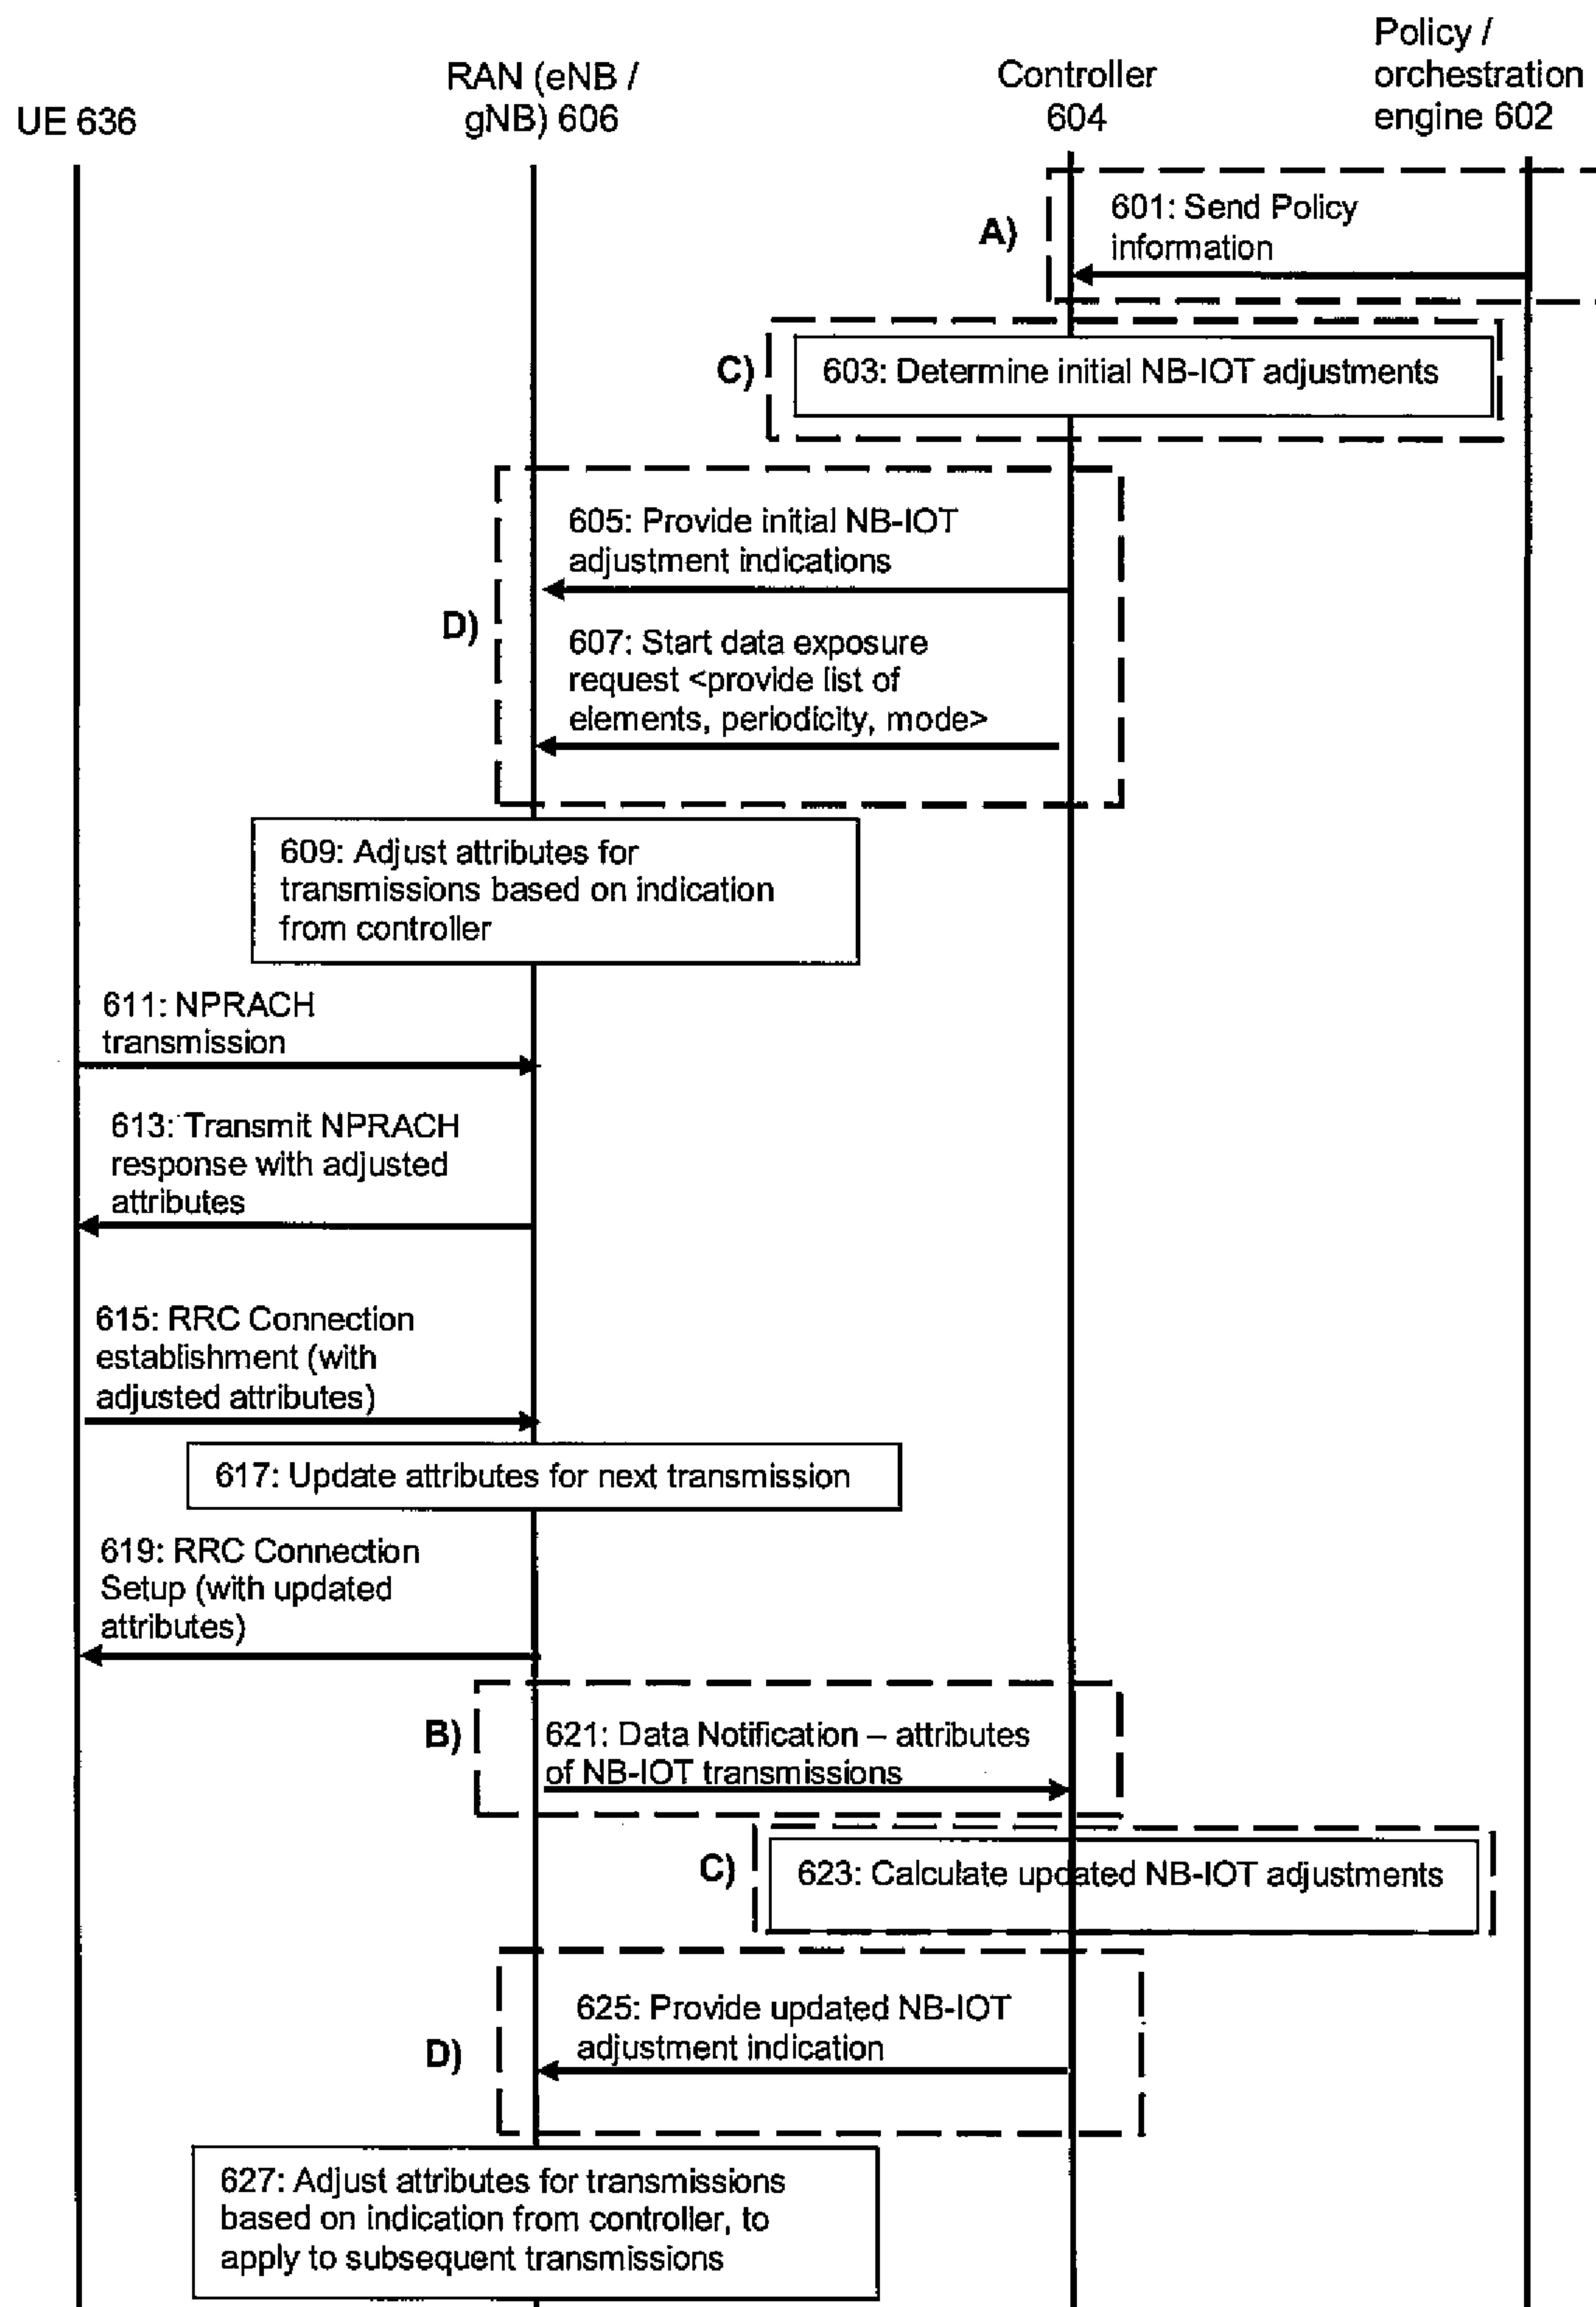 UE 636
RAN (eNB /
gNB) 606
Controller
604
Policy /
orchestration
engine 602
A)
601: Send Policy
information
C)
603: Determine initial NB-IOT adjustments
D)
605: Provide initial NB-IOT
adjustment indications
607: Start data exposure
request <provide list of
elements, periodicity, mode>
609: Adjust attributes for
transmissions based on indication
from controller
611: NPRACH
transmission
613: Transmit NPRACH
response with adjusted
attributes
615: RRC Connection
establishment (with
adjusted attributes)
617: Update attributes for next transmission
619: RRC Connection
Setup (with updated
attributes)
B)
621: Data Notification – attributes
of NB-IOT transmissions
C)
623: Calculate updated NB-IOT adjustments
D)
625: Provide updated NB-IOT
adjustment indication
627: Adjust attributes for transmissions
based on indication from controller, to
apply to subsequent transmissions